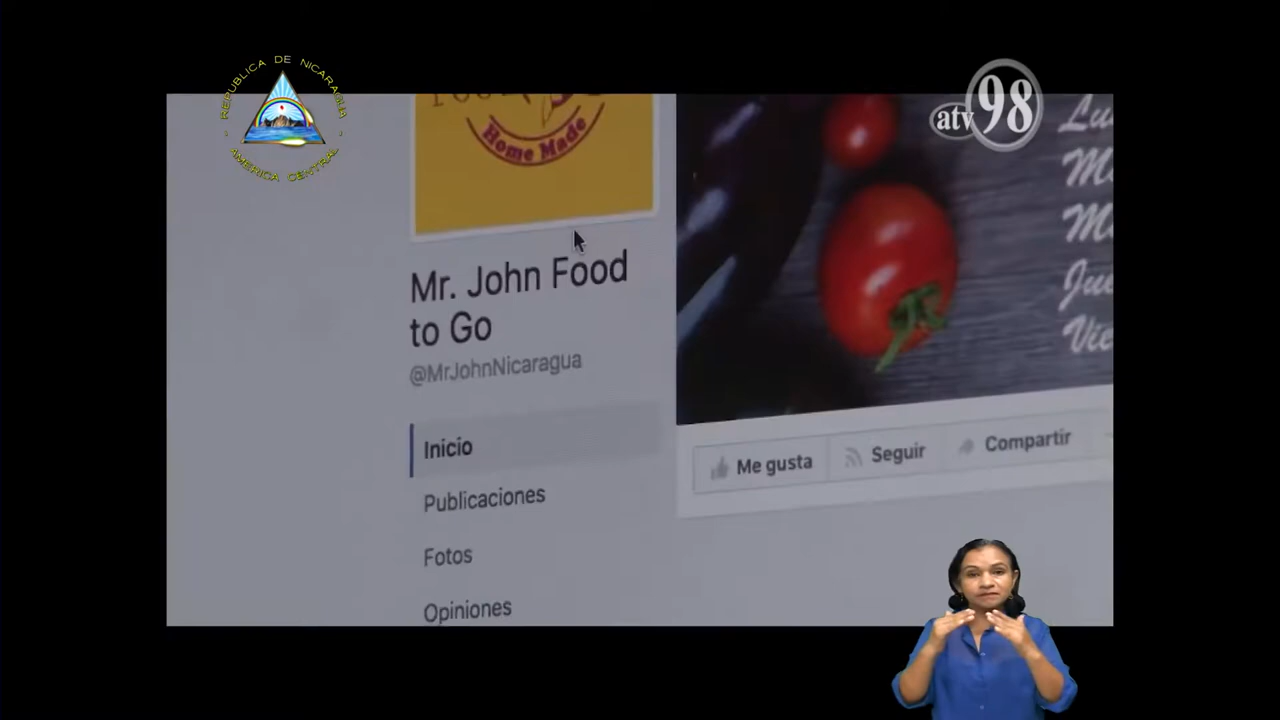 REPUBLICA DE NICARAGUA
AMERICA CENTRAL
atv 98
Home Made
Mr. John Food
to Go
@MrJohnNicaragua
Inicio
Publicaciones
Fotos
Opiniones
Me gusta
Seguir
Compartir